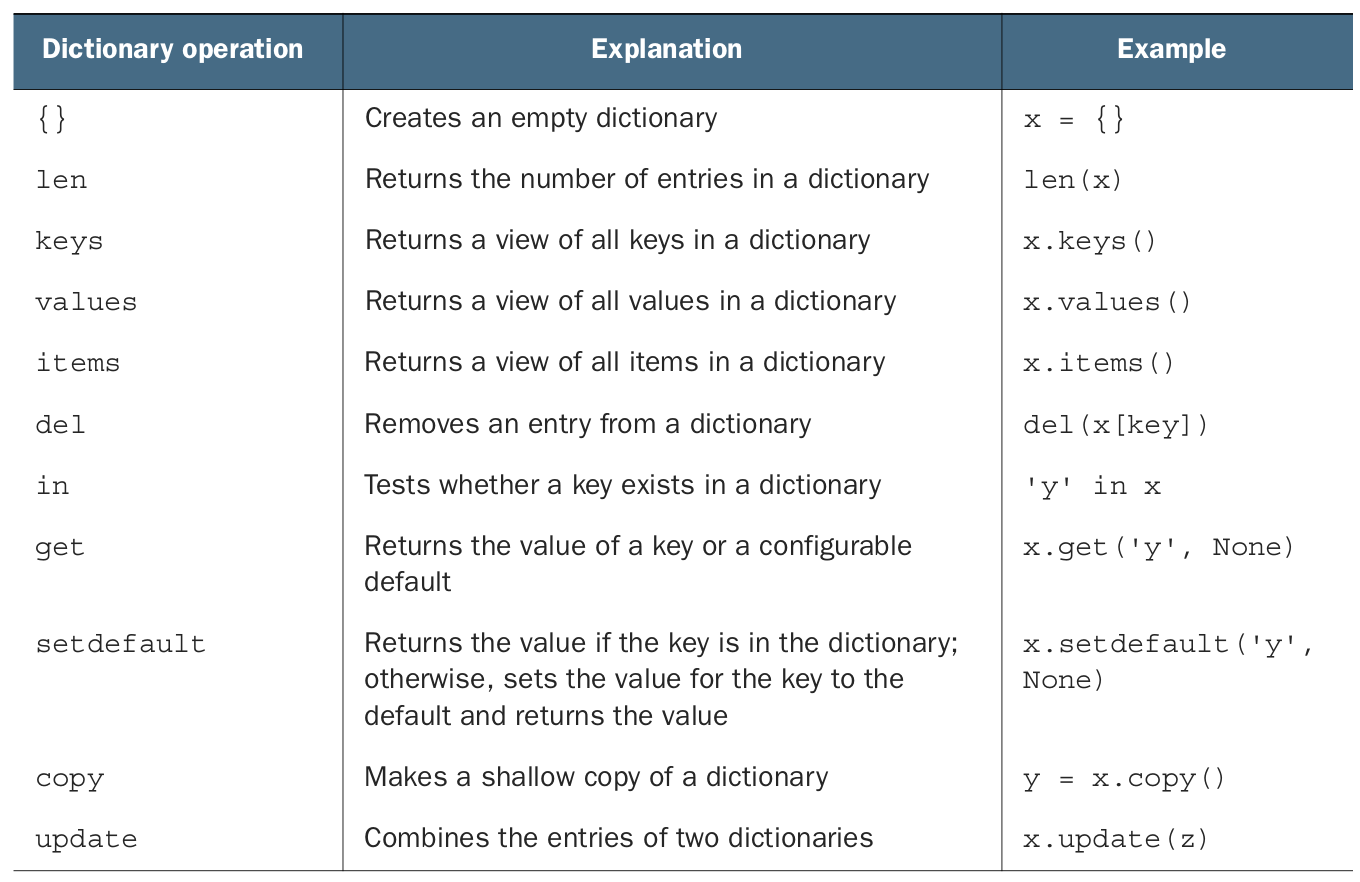 Dictionary operation Explanation Example
{} Creates an empty dictionary x = {}
len Returns the number of entries in a dictionary len(x)
keys Returns a view of all keys in a dictionary x.keys()
values Returns a view of all values in a dictionary x.values()
items Returns a view of all items in a dictionary x.items()
del Removes an entry from a dictionary del(x[key])
in Tests whether a key exists in a dictionary 'y' in x
get Returns the value of a key or a configurable x.get('y', None)
default
setdefault Returns the value if the key is in the dictionary; x.setdefault('y',
otherwise, sets the value for the key to the None)
default and returns the value
copy Makes a shallow copy of a dictionary y = x.copy()
update Combines the entries of two dictionaries x.update(z)